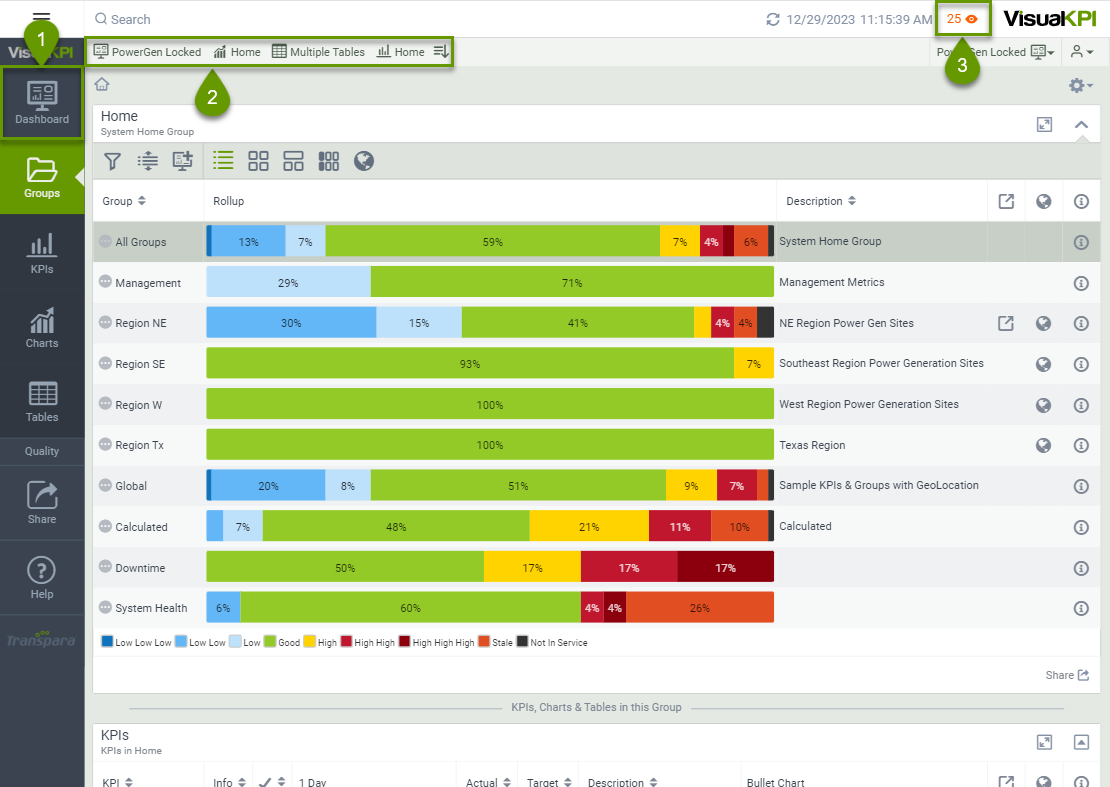 Search
12/29/2023 11:15:39 AM
25
VisualKPI
1
PowerGen Locked Home Multiple Tables Home
2
3
Dashboard
Groups
KPIs
Charts
Tables
Quality
Share
Help
Transpara
Home
System Home Group
Group Rollup Description
All Groups 13% 7% 59% 7% 4% 6% System Home Group
Management 29% 71% Management Metrics
Region NE 30% 15% 41% 4% 4% NE Region Power Gen Sites
Region SE 93% 7% Southeast Region Power Generation Sites
Region W 100% West Region Power Generation Sites
Region Tx 100% Texas Region
Global 20% 8% 51% 9% 7% Sample KPIs & Groups with GeoLocation
Calculated 7% 48% 21% 11% 10% Calculated
Downtime 50% 17% 17% 17%
System Health 6% 60% 4% 4% 26%
Low Low Low Low Low Low Good High High High High High High Stale Not In Service
Share
KPIs, Charts & Tables in this Group
KPIs
KPIs in Home
KPI Info 1 Day Actual Target Description Bullet Chart